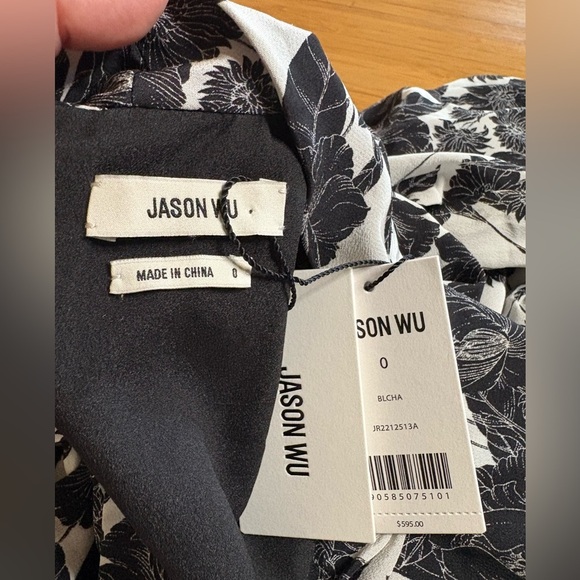 JASON WU
MADE IN CHINA 0
JASON WU
SON WU
0
BLCHA
JR2212513A
90585075101
$595.00